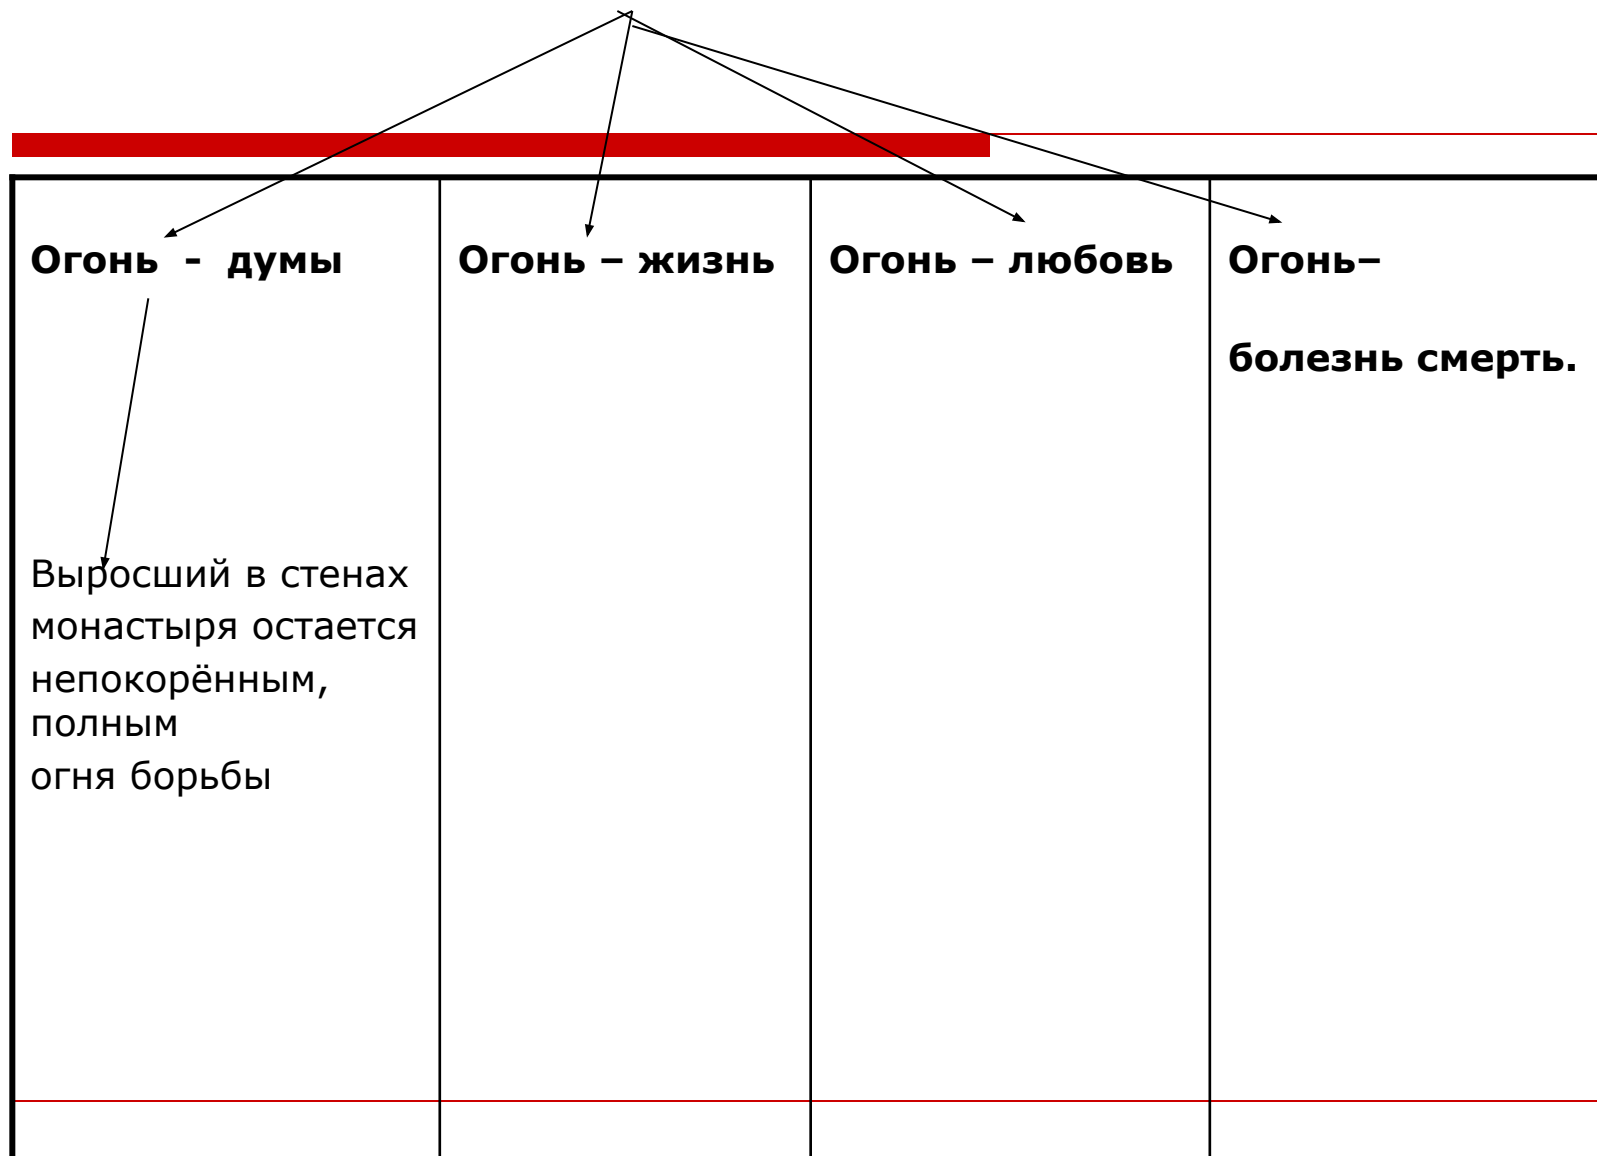 Огонь - думы
Огонь – жизнь
Огонь – любовь
Огонь–
болезнь смерть.
Выросший в стенах
монастыря остается
непокорённым,
полным
огня борьбы